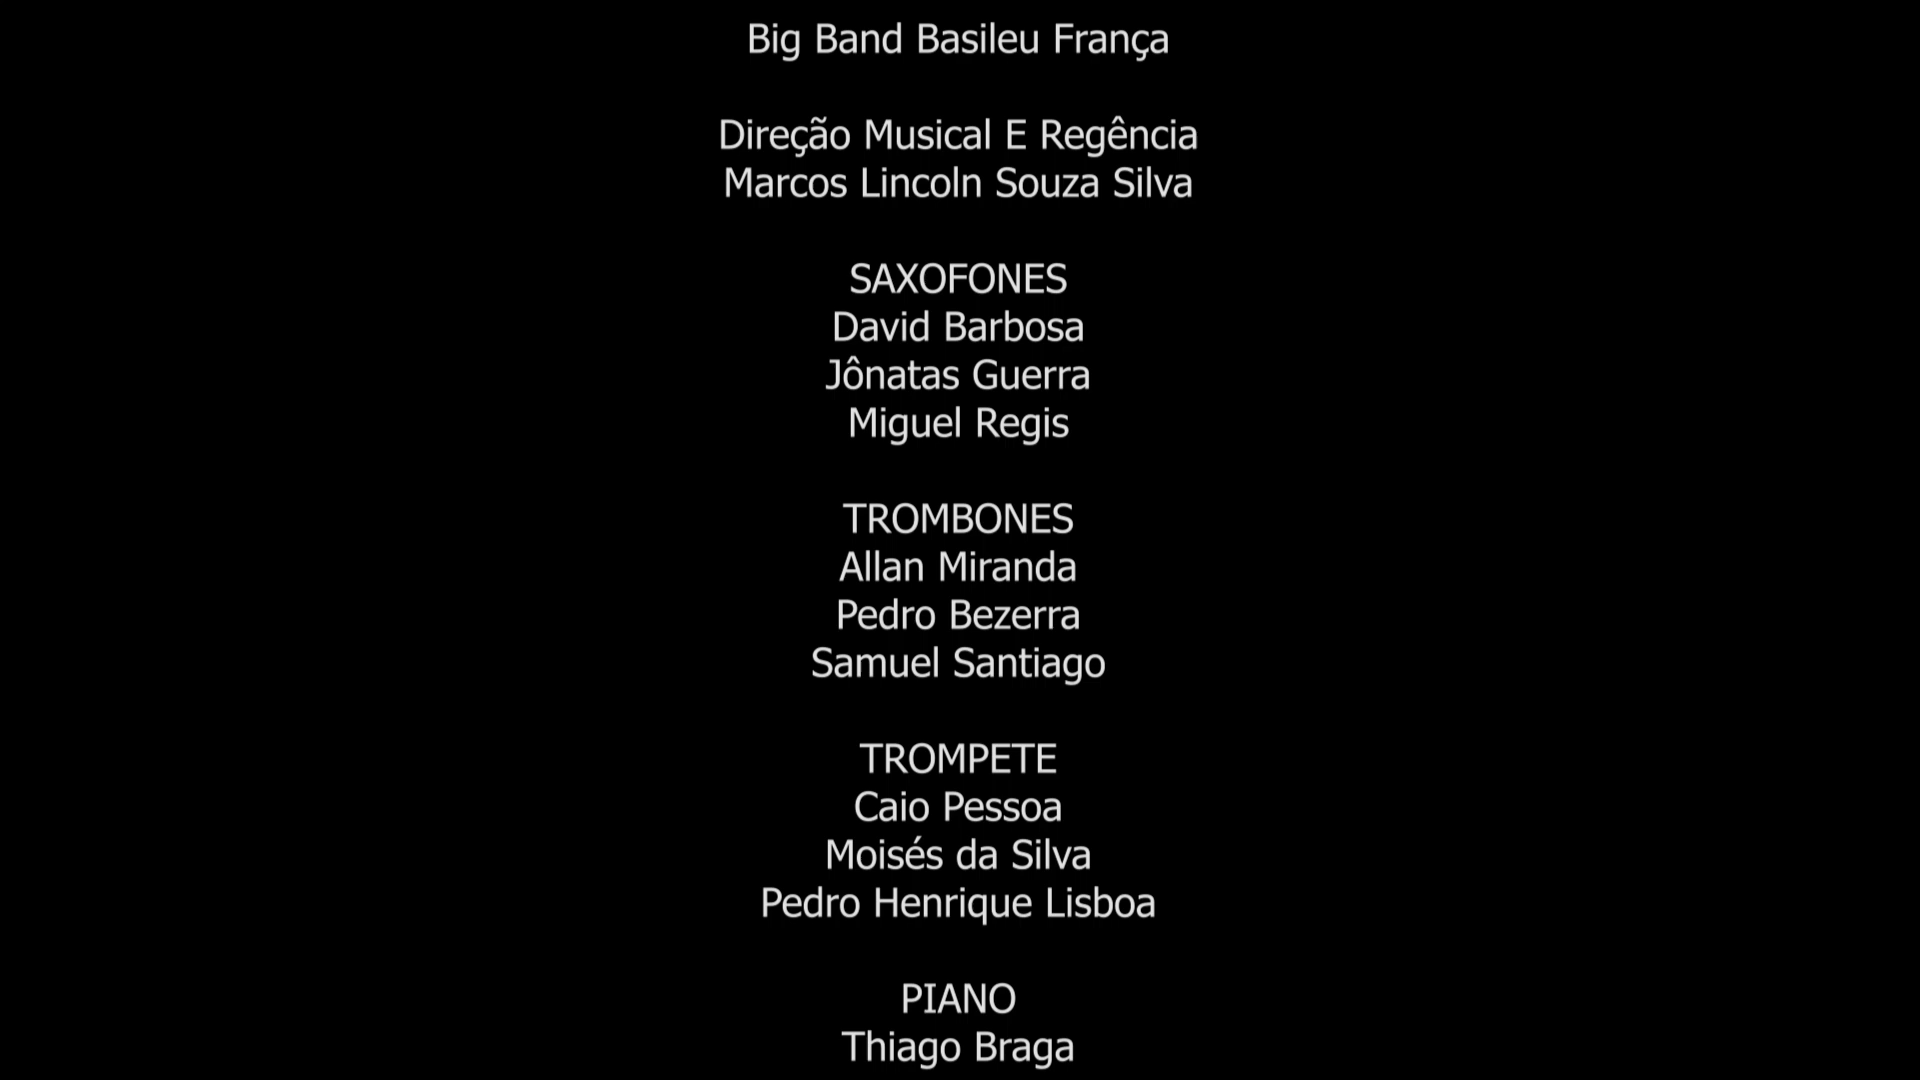 Big Band Basileu França
Direção Musical E Regência
Marcos Lincoln Souza Silva
SAXOFONES
David Barbosa
Jônatas Guerra
Miguel Regis
TROMBONES
Allan Miranda
Pedro Bezerra
Samuel Santiago
TROMPETE
Caio Pessoa
Moisés da Silva
Pedro Henrique Lisboa
PIANO
Thiago Braga